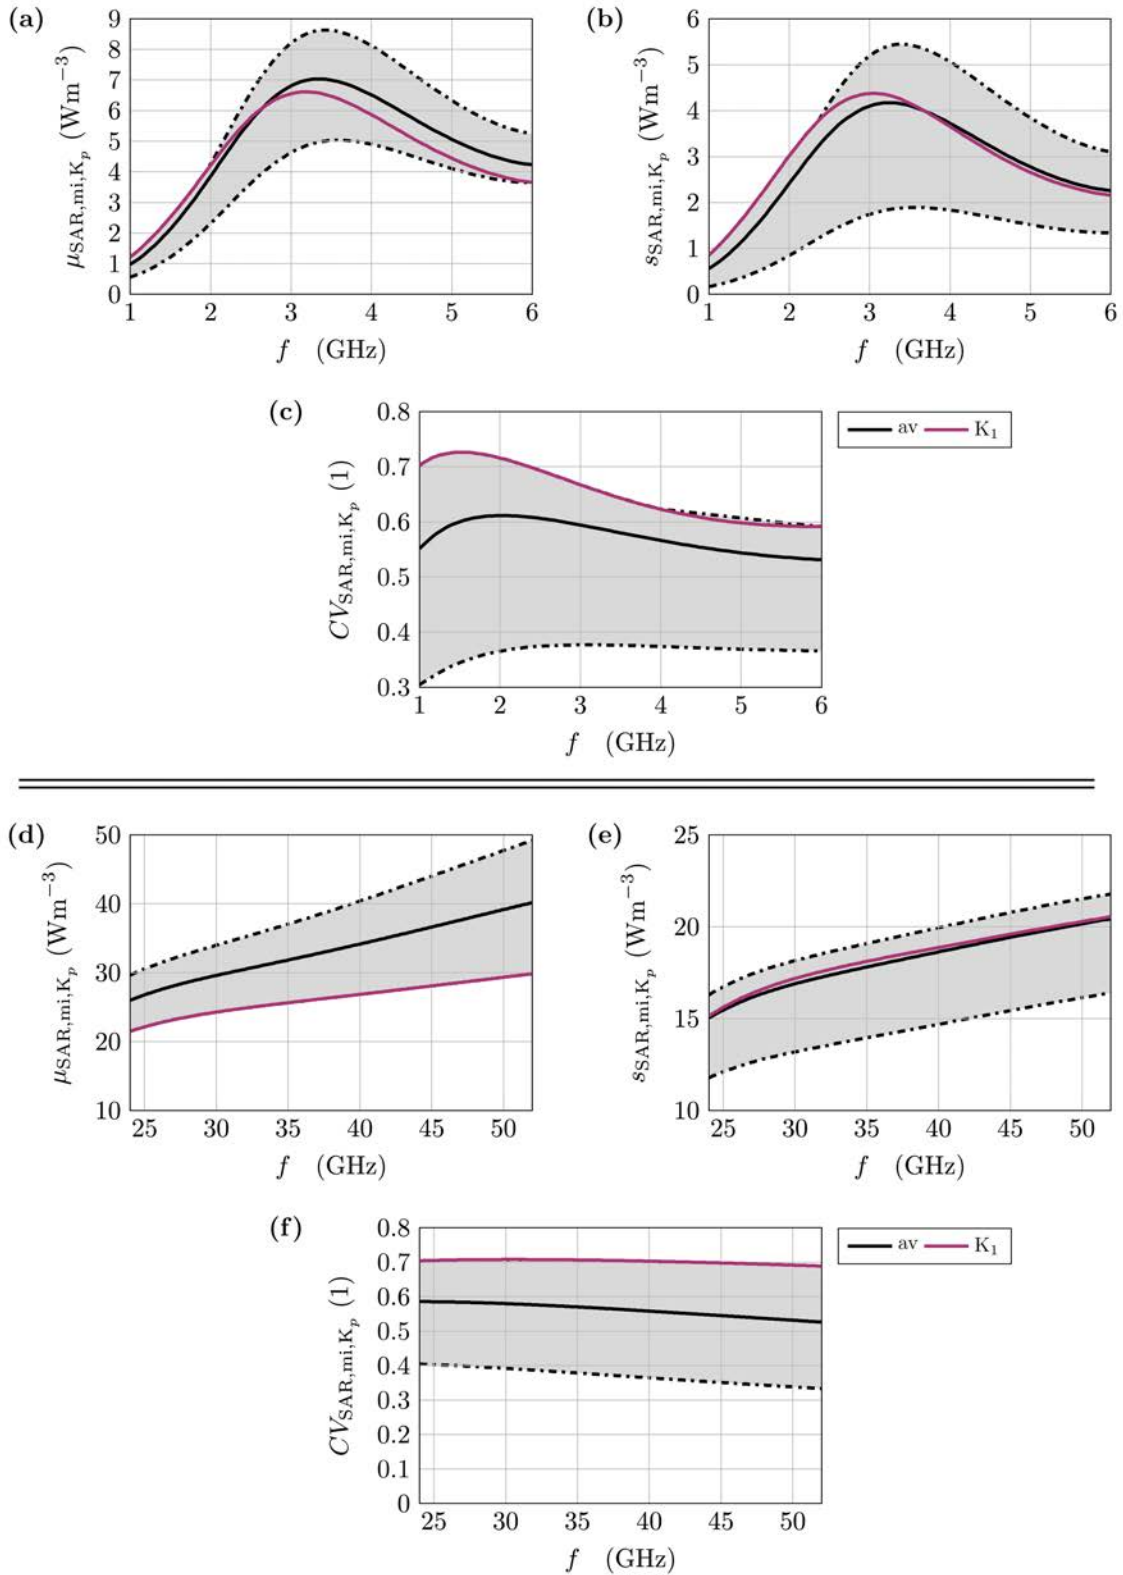 (a)
μSAR,mi,Kp (Wm−3)
9
8
7
6
5
4
3
2
1
0
1 2 3 4 5 6
f (GHz)
(b)
sSAR,mi,Kp (Wm−3)
6
5
4
3
2
1
0
1 2 3 4 5 6
f (GHz)
(c)
CVSAR,mi,Kp (1)
0.8
0.7
0.6
0.5
0.4
0.3
1 2 3 4 5 6
f (GHz)
av K1
(d)
μSAR,mi,Kp (Wm−3)
50
40
30
20
10
25 30 35 40 45 50
f (GHz)
(e)
sSAR,mi,Kp (Wm−3)
25
20
15
10
25 30 35 40 45 50
f (GHz)
(f)
CVSAR,mi,Kp (1)
0.8
0.7
0.6
0.5
0.4
0.3
0.2
0.1
0
25 30 35 40 45 50
f (GHz)
av K1